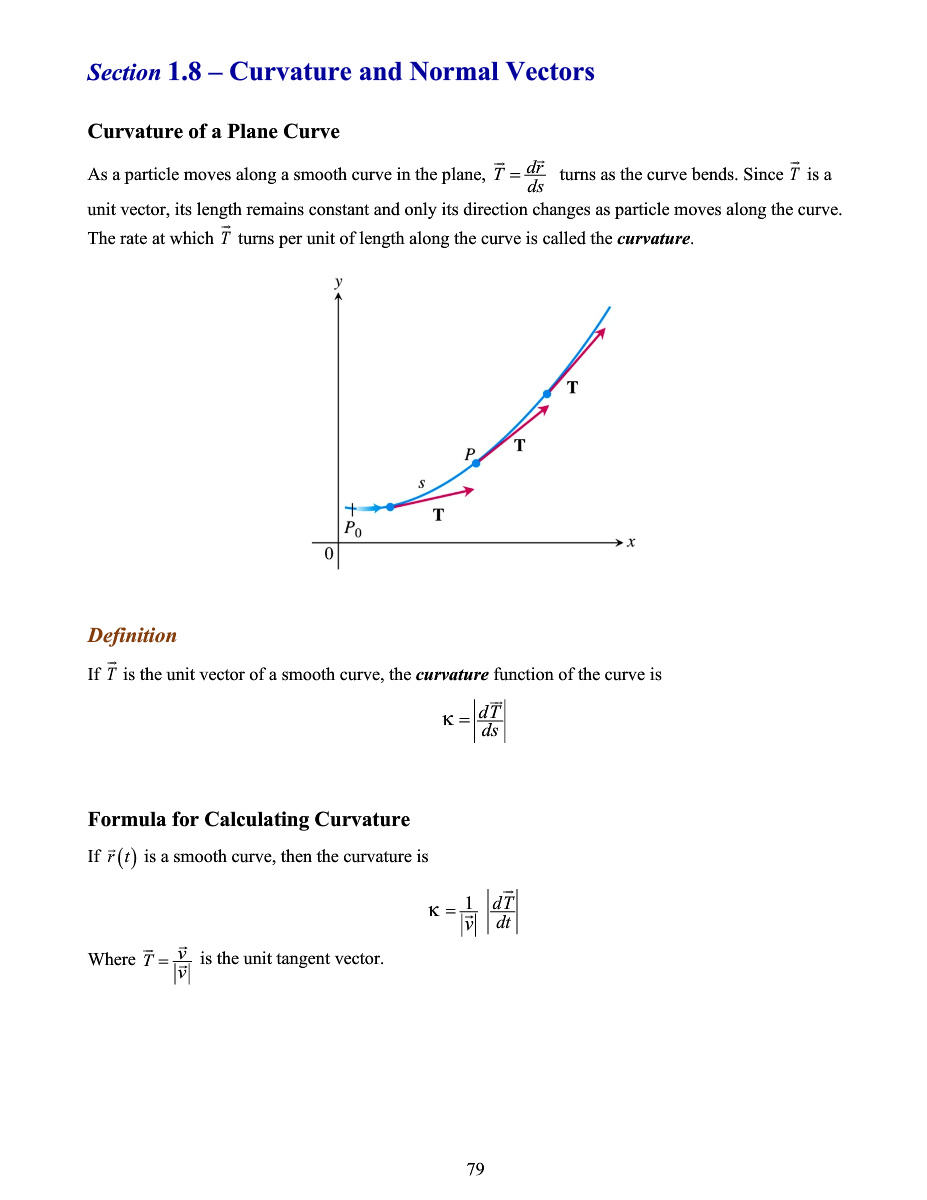 Section 1.8 – Curvature and Normal Vectors
Curvature of a Plane Curve
As a particle moves along a smooth curve in the plane, $\vec{T} = \frac{d\vec{r}}{ds}$ turns as the curve bends. Since $\vec{T}$ is a
unit vector, its length remains constant and only its direction changes as particle moves along the curve.
The rate at which $\vec{T}$ turns per unit of length along the curve is called the curvature.
y
T
T
P
s
T
P₀
x
0
Definition
If $\vec{T}$ is the unit vector of a smooth curve, the curvature function of the curve is
$\kappa = \left|\frac{d\vec{T}}{ds}\right|$
Formula for Calculating Curvature
If $\vec{r}(t)$ is a smooth curve, then the curvature is
$\kappa = \frac{1}{|\vec{v}|} \left|\frac{d\vec{T}}{dt}\right|$
Where $\vec{T} = \frac{\vec{v}}{|\vec{v}|}$ is the unit tangent vector.
79